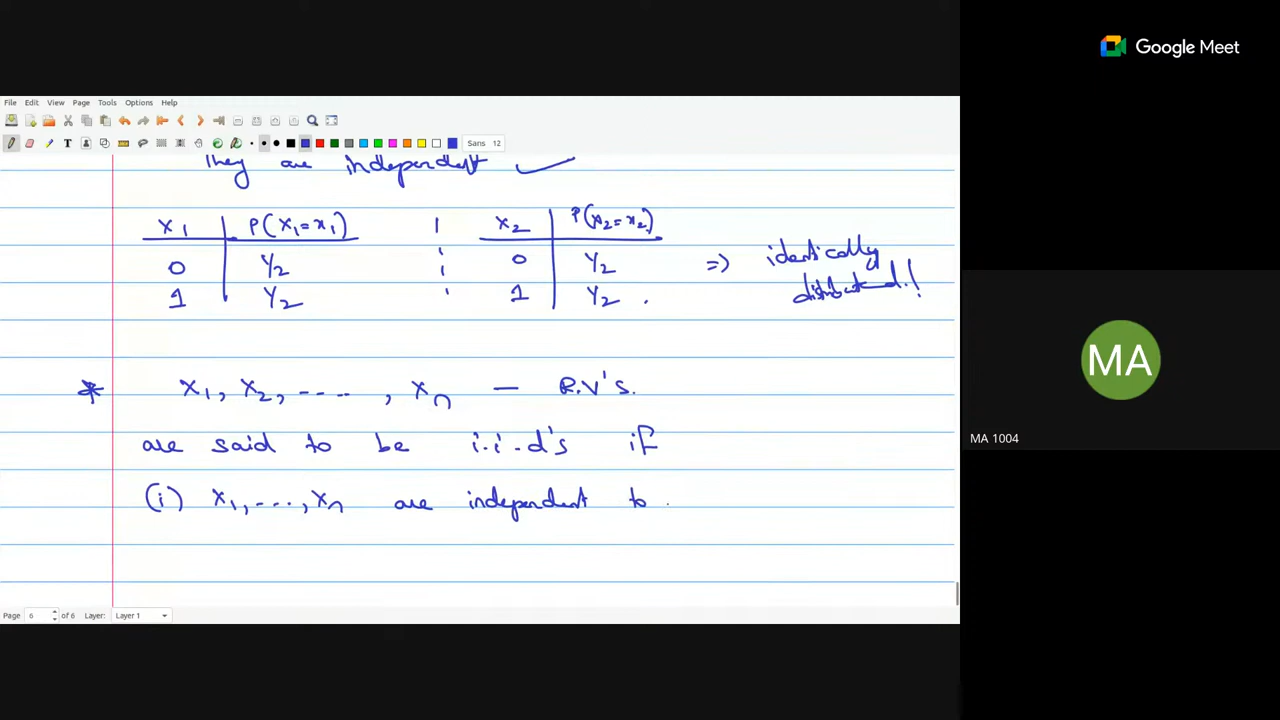 Google Meet
File Edit View Page Tools Options Help
Sans 12
They are independent ✓
X1 | P(X1=x1) X2 | P(X2=x2)
0 | 1/2 0 | 1/2 ⇒ identically
1 | 1/2 1 | 1/2 . distributed.!
* X1, X2, ---- , Xn — R.V's.
are said to be i.i.d's if
(i) X1, ..., Xn are independent to
MA
MA 1004
Page 6 of 6 Layer: Layer 1